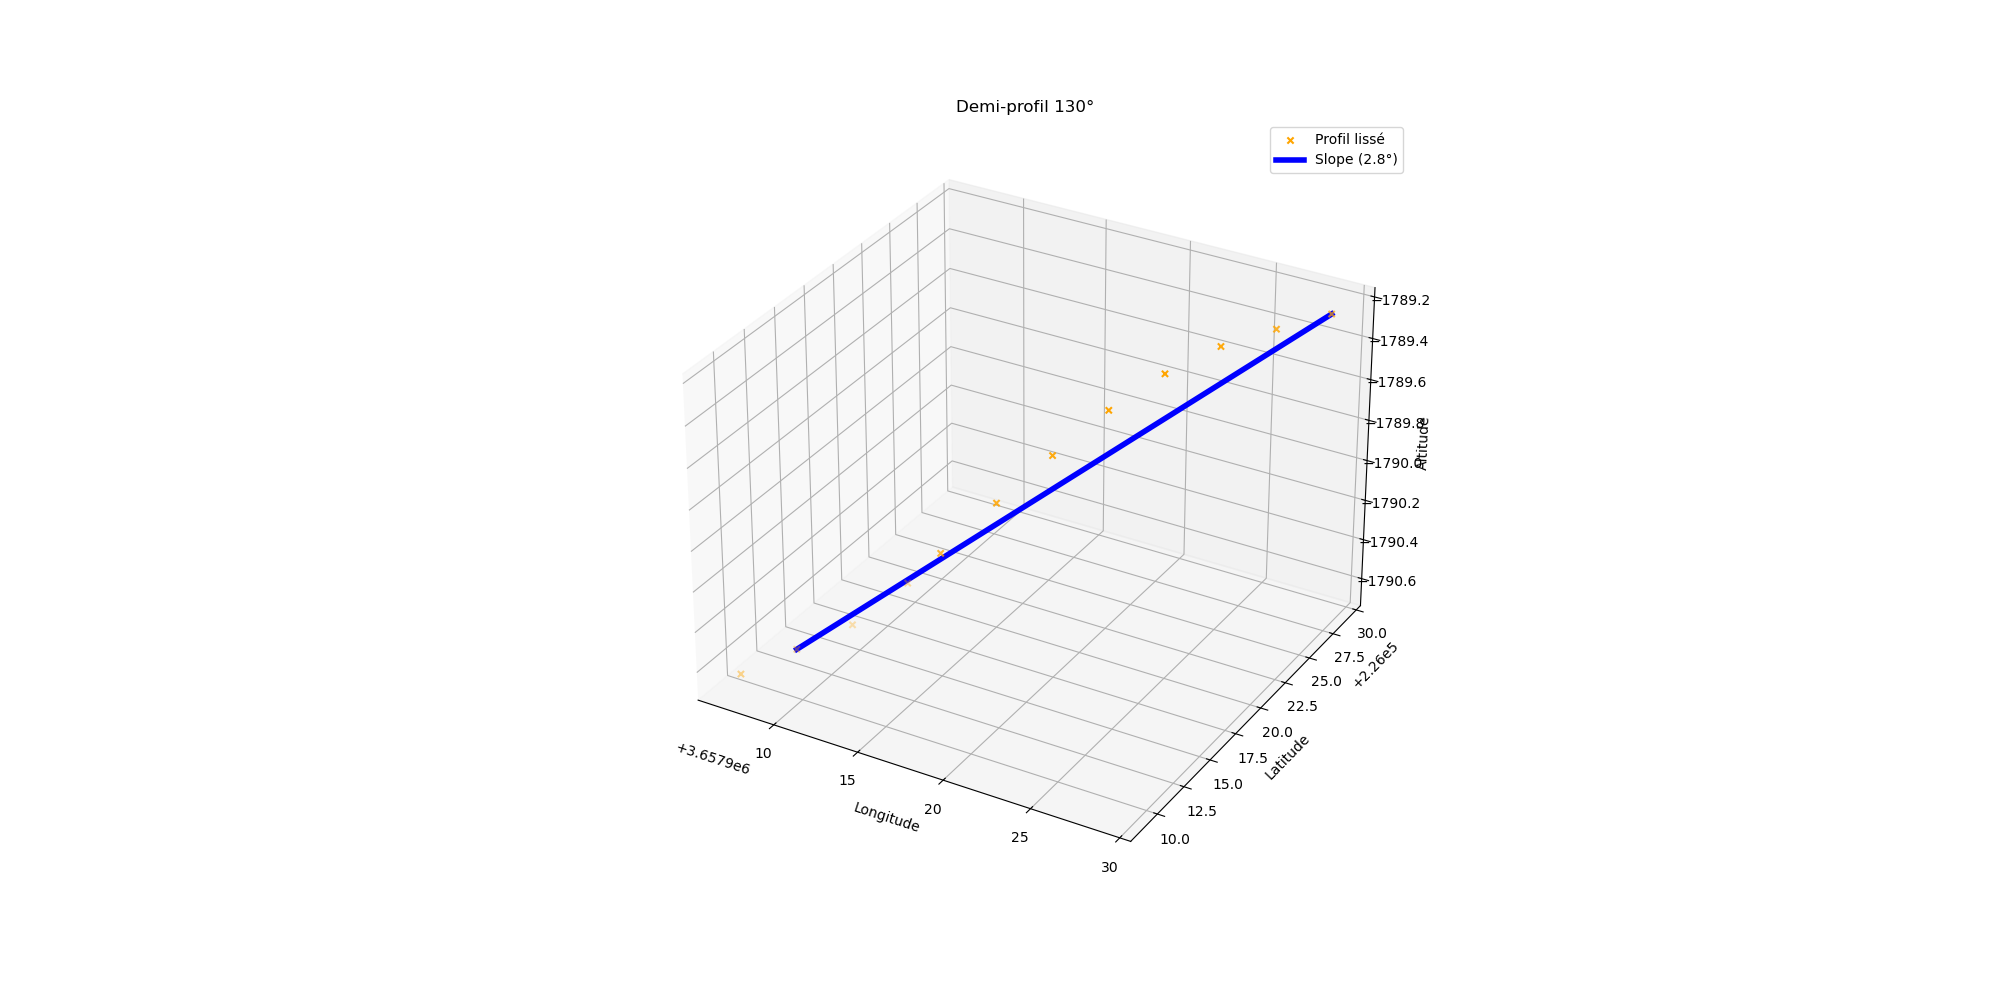 Demi-profil 130°
Profil lissé
Slope (2.8°)
−1789.2
−1789.4
−1789.6
−1789.8
−1790.0
−1790.2
−1790.4
−1790.6
Altitude
30.0
27.5
25.0
22.5
20.0
17.5
15.0
12.5
10.0
+2.26e5
Latitude
+3.6579e6
10
15
20
25
30
Longitude